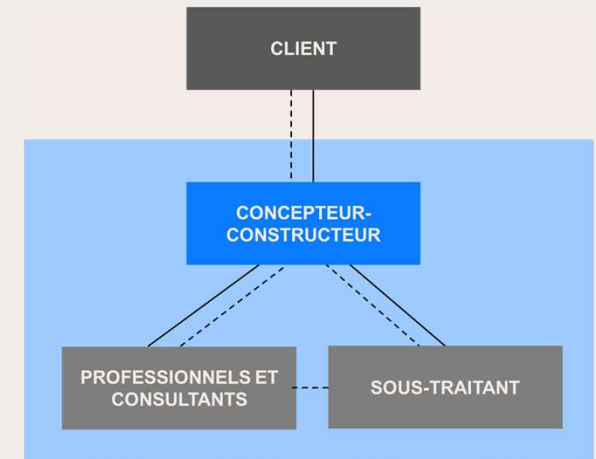 CLIENT
CONCEPTEUR-
CONSTRUCTEUR
PROFESSIONNELS ET
CONSULTANTS
SOUS-TRAITANT